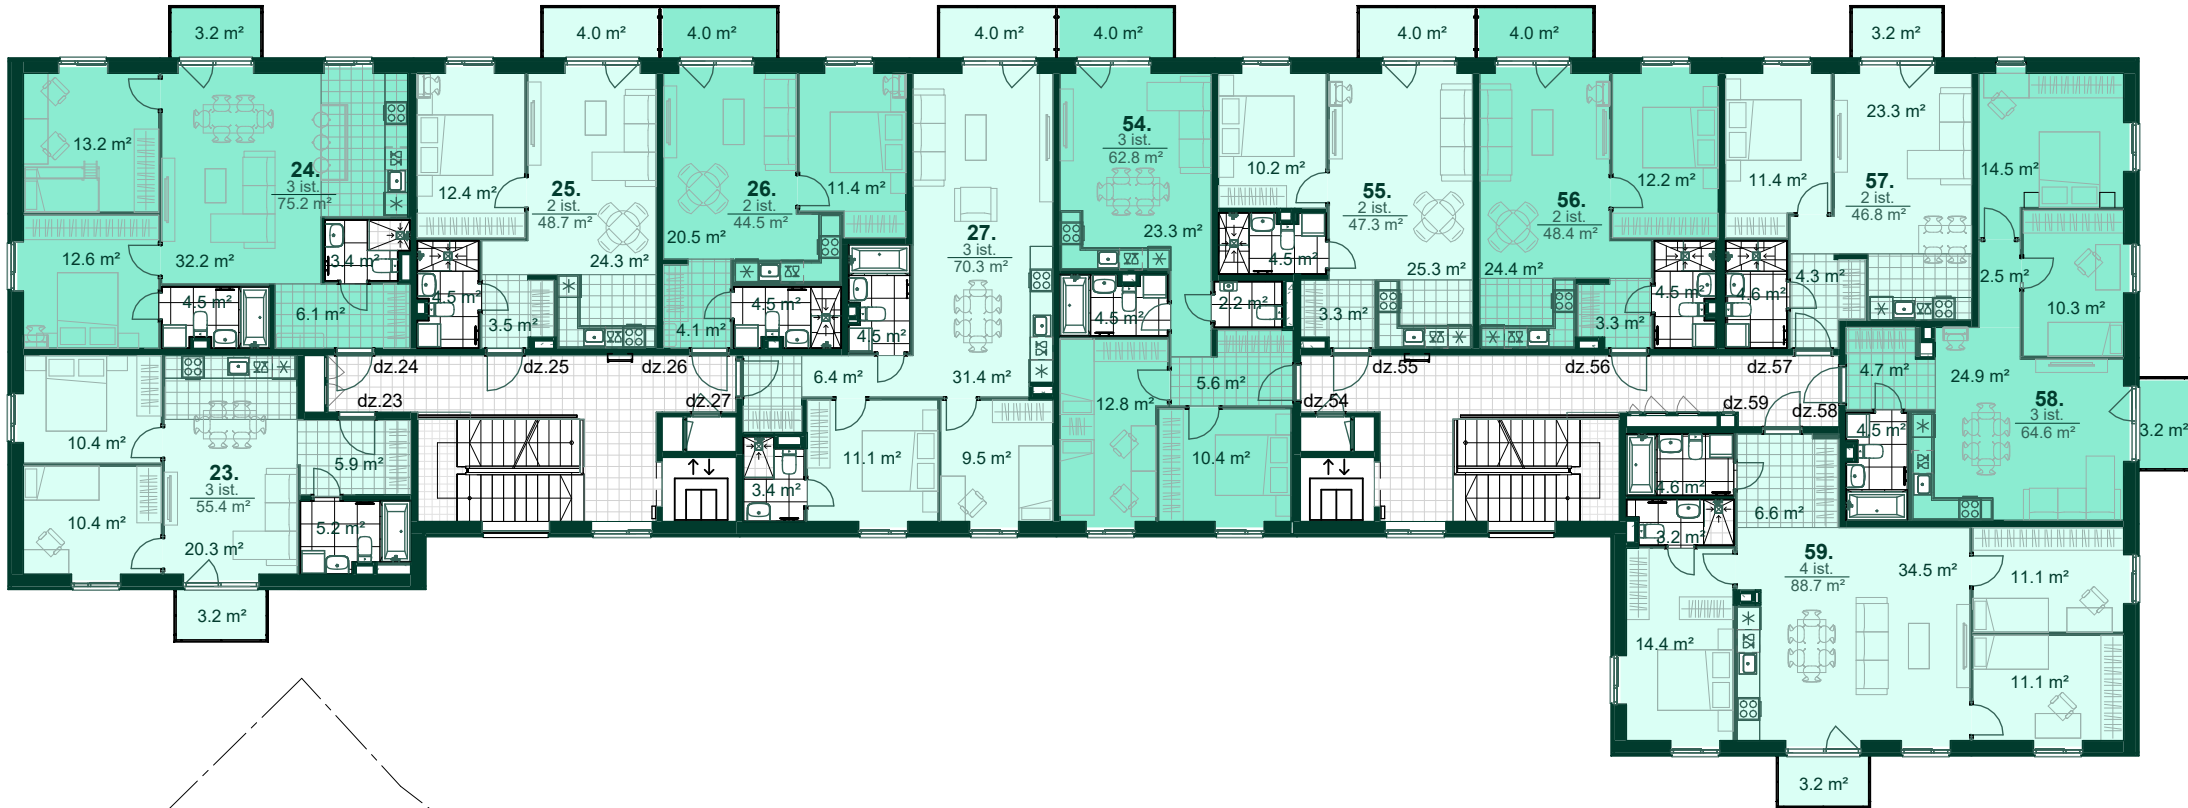 3.2 m²
4.0 m²
4.0 m²
4.0 m²
4.0 m²
4.0 m²
4.0 m²
3.2 m²
13.2 m²
24.
3 ist.
75.2 m²
12.6 m²
32.2 m²
3.4 m²
4.5 m²
6.1 m²
12.4 m²
25.
2 ist.
48.7 m²
24.3 m²
4.5 m²
3.5 m²
26.
2 ist.
44.5 m²
11.4 m²
20.5 m²
4.1 m²
4.5 m²
27.
3 ist.
70.3 m²
4.5 m²
6.4 m²
31.4 m²
11.1 m²
9.5 m²
3.4 m²
54.
3 ist.
62.8 m²
23.3 m²
4.5 m²
2.2 m²
5.6 m²
12.8 m²
10.4 m²
10.2 m²
55.
2 ist.
47.3 m²
4.5 m²
25.3 m²
3.3 m²
56.
2 ist.
48.4 m²
12.2 m²
24.4 m²
4.5 m²
3.3 m²
23.3 m²
11.4 m²
57.
2 ist.
46.8 m²
4.3 m²
4.6 m²
14.5 m²
2.5 m²
10.3 m²
4.7 m²
24.9 m²
58.
3 ist.
64.6 m²
4.5 m²
3.2 m²
dz.24
dz.23
dz.25
dz.26
dz.27
dz.55
dz.54
dz.56
dz.57
dz.59
dz.58
10.4 m²
23.
3 ist.
55.4 m²
5.9 m²
10.4 m²
5.2 m²
20.3 m²
3.2 m²
4.6 m²
6.6 m²
3.2 m²
59.
4 ist.
88.7 m²
34.5 m²
11.1 m²
14.4 m²
11.1 m²
3.2 m²